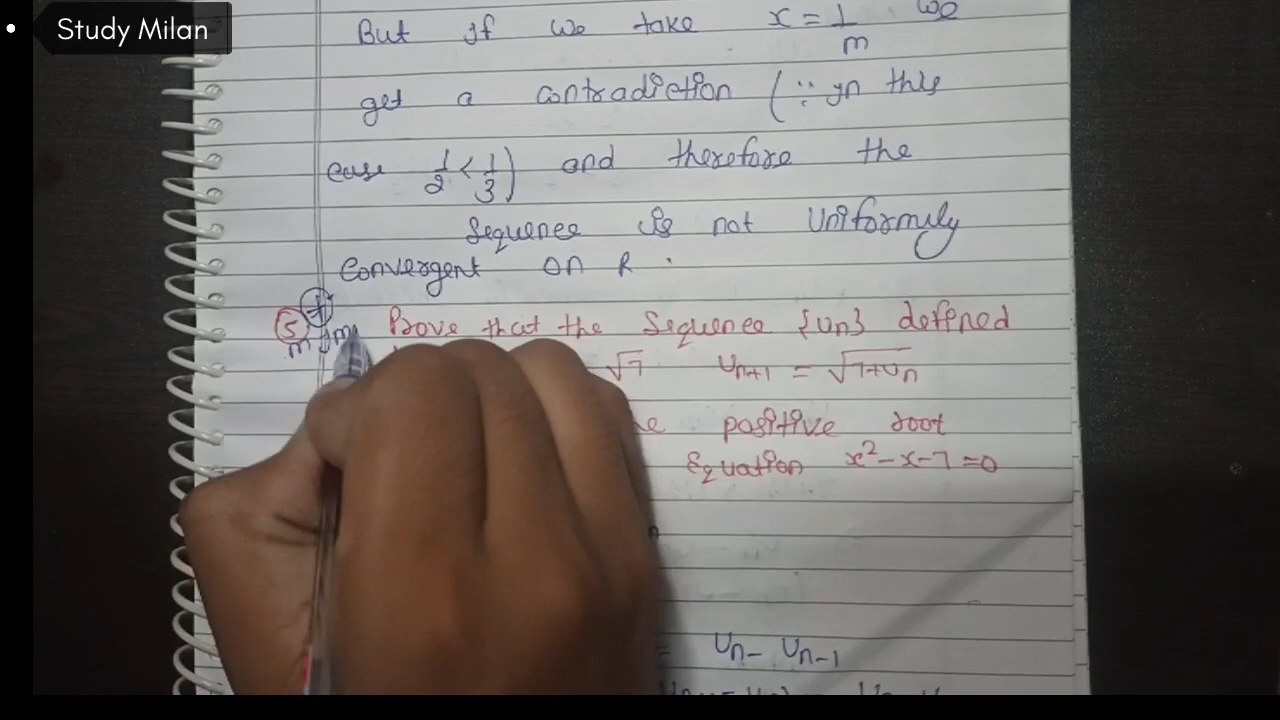 Study Milan
But if we take x = 1/m we
get a contradiction (∵ yn this
case 1/2 < 1/3) and therefore the
Sequence is not Uniformly
Convergent on R .
5 Prove that the Sequence {Un} defined
√7 Un+1 = √7+Un
positive root
Equation x²-x-7=0
Un- Un-1